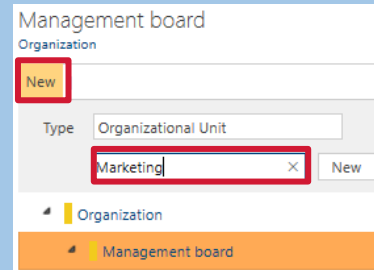 Management board
Organization
New
Type Organizational Unit
Marketing × New
Organization
Management board